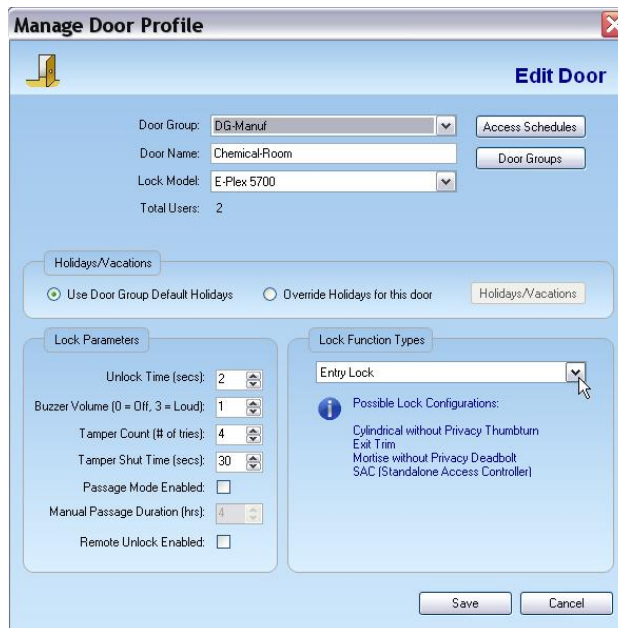 Manage Door Profile
Edit Door
Door Group: DG-Manuf Access Schedules
Door Name: Chemical-Room Door Groups
Lock Model: E-Plex 5700
Total Users: 2
Holidays/Vacations
Use Door Group Default Holidays Override Holidays for this door Holidays/Vacations
Lock Parameters
Unlock Time (secs): 2
Buzzer Volume (0 = Off, 3 = Loud): 1
Tamper Count (# of tries): 4
Tamper Shut Time (secs): 30
Passage Mode Enabled:
Manual Passage Duration (hrs): 4
Remote Unlock Enabled:
Lock Function Types
Entry Lock
Possible Lock Configurations:
Cylindrical without Privacy Thumbturn
Exit Trim
Mortise without Privacy Deadbolt
SAC (Standalone Access Controller)
Save Cancel